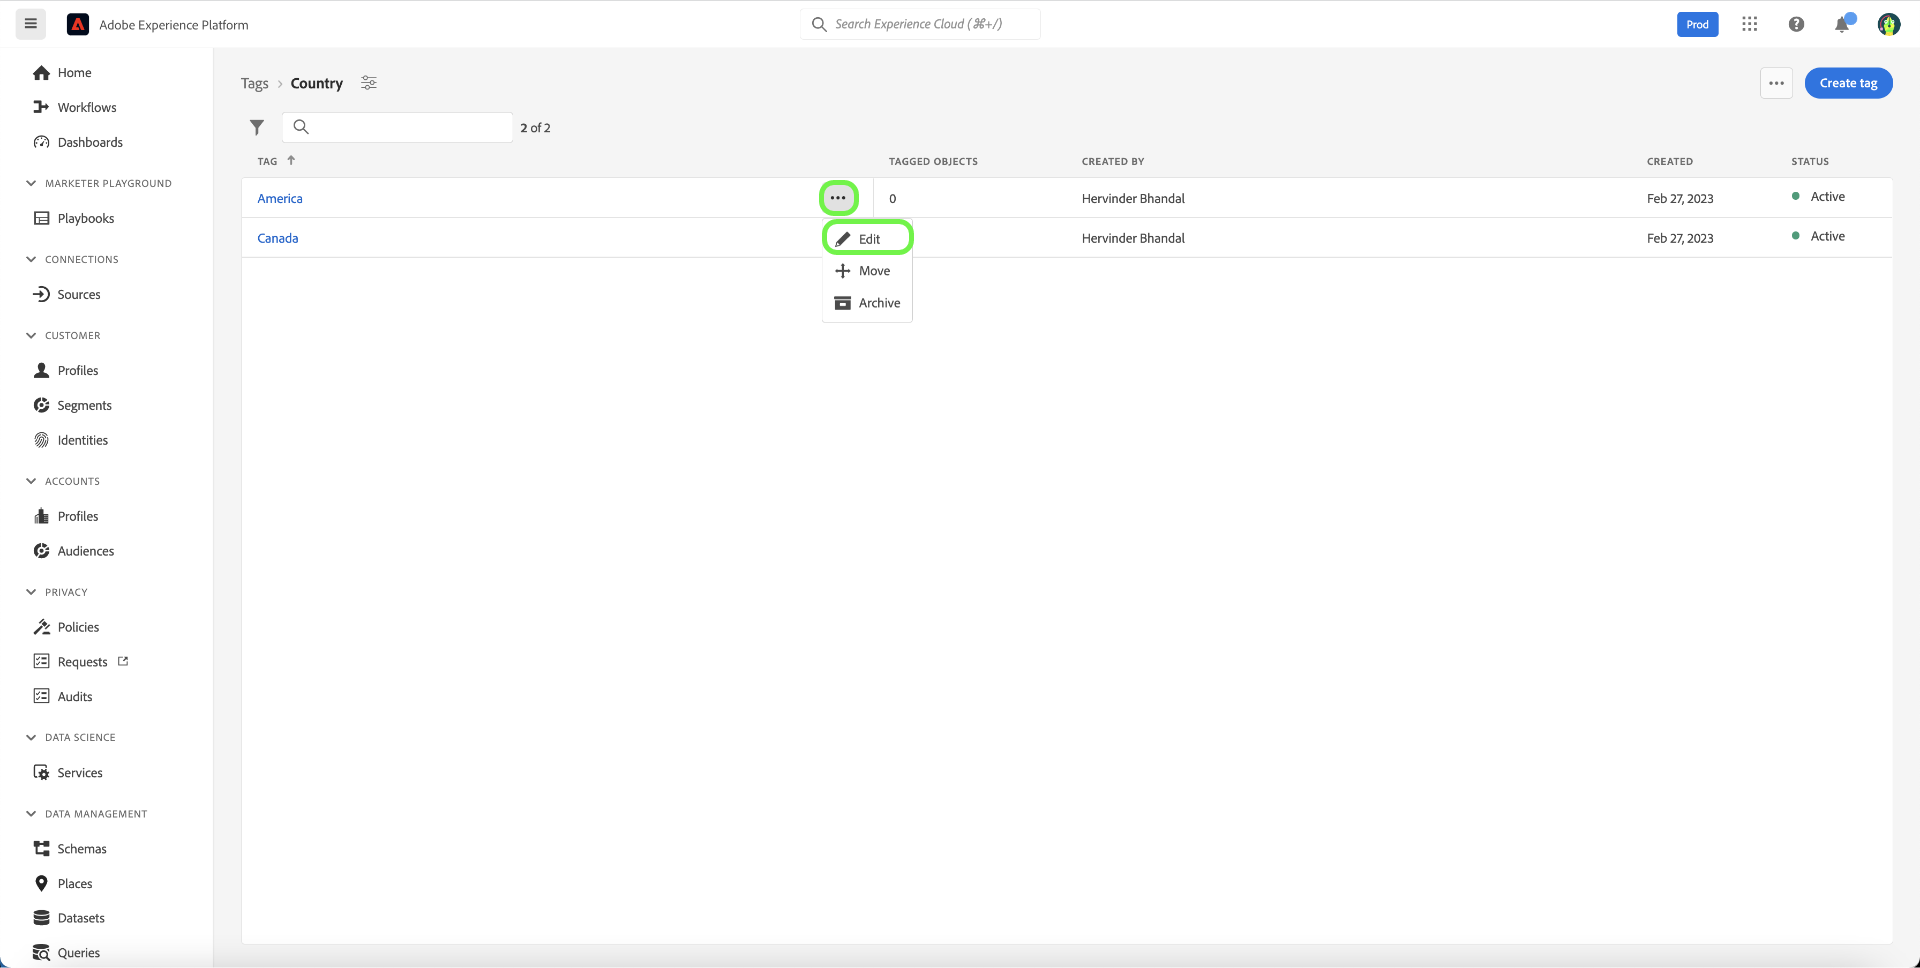 Adobe Experience Platform
Search Experience Cloud (⌘+/)
Prod
Home
Workflows
Dashboards
MARKETER PLAYGROUND
Playbooks
CONNECTIONS
Sources
CUSTOMER
Profiles
Segments
Identities
ACCOUNTS
Profiles
Audiences
PRIVACY
Policies
Requests
Audits
DATA SCIENCE
Services
DATA MANAGEMENT
Schemas
Places
Datasets
Queries
Tags › Country
Create tag
2 of 2
TAG ↑ TAGGED OBJECTS CREATED BY CREATED STATUS
America 0 Hervinder Bhandal Feb 27, 2023 Active
Canada Hervinder Bhandal Feb 27, 2023 Active
Edit
Move
Archive